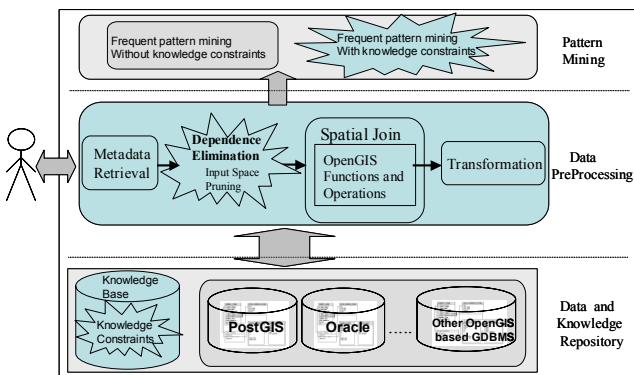 Frequent pattern mining
Without knowledge constraints
Frequent pattern mining
With knowledge constraints
Pattern
Mining
Metadata
Retrieval
Dependence
Elimination
Input Space
Pruning
Spatial Join
OpenGIS
Functions and
Operations
Transformation
Data
PreProcessing
Knowledge
Base
Knowledge
Constraints
PostGIS
Oracle
......
Other OpenGIS
based GDBMS
Data and
Knowledge
Repository